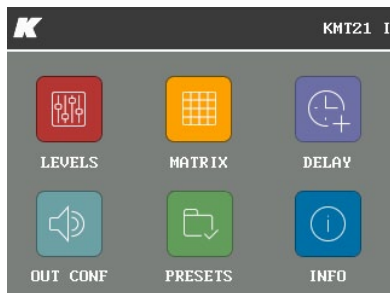 K
KMT21 I
LEVELS
MATRIX
DELAY
OUT CONF
PRESETS
INFO